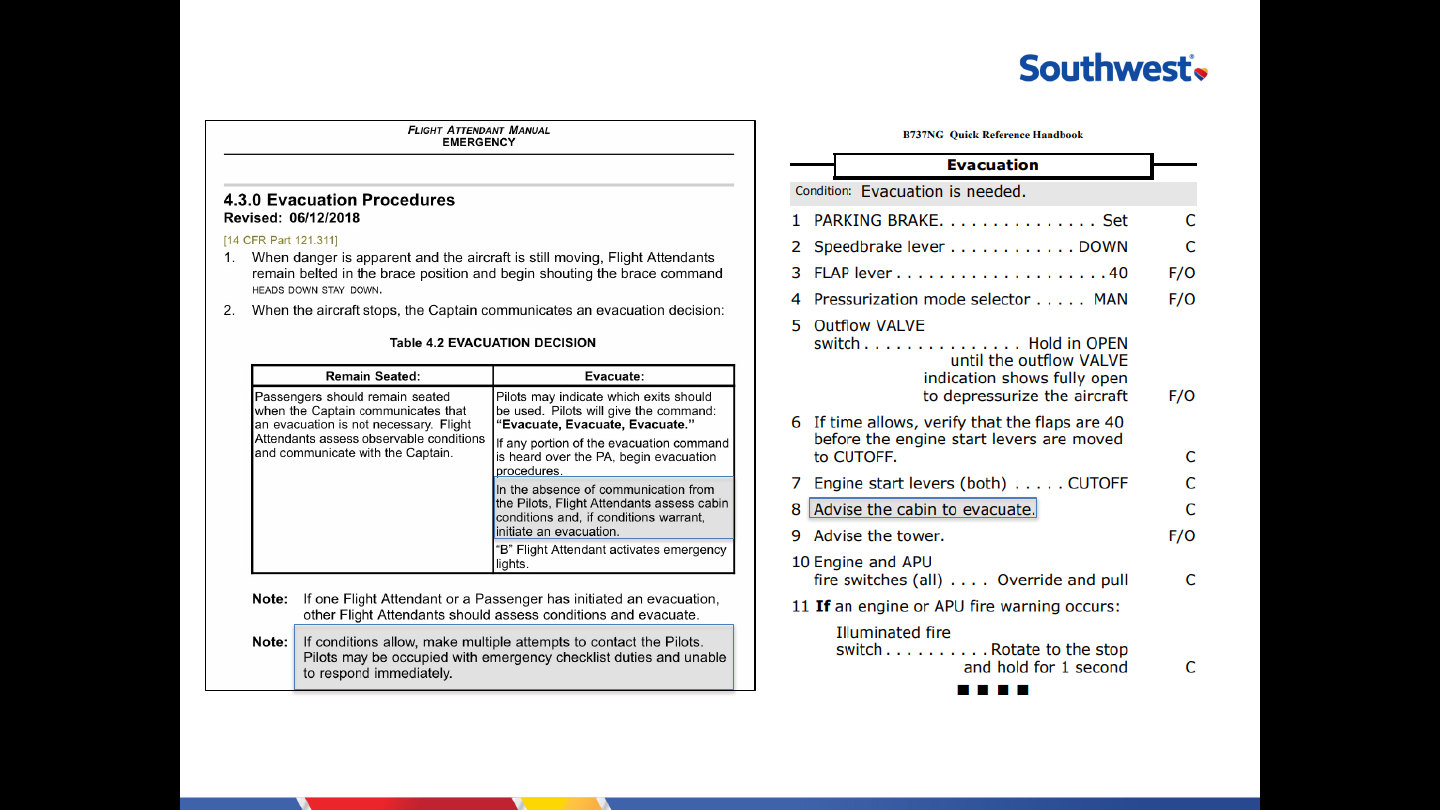 Southwest®
FLIGHT ATTENDANT MANUAL
EMERGENCY
4.3.0 Evacuation Procedures
Revised: 06/12/2018
[14 CFR Part 121.311]
1. When danger is apparent and the aircraft is still moving, Flight Attendants
remain belted in the brace position and begin shouting the brace command
HEADS DOWN STAY DOWN.
2. When the aircraft stops, the Captain communicates an evacuation decision:
Table 4.2 EVACUATION DECISION
Remain Seated:
Passengers should remain seated
when the Captain communicates that
an evacuation is not necessary. Flight
Attendants assess observable conditions
and communicate with the Captain.
Evacuate:
Pilots may indicate which exits should
be used. Pilots will give the command:
“Evacuate, Evacuate, Evacuate.”
If any portion of the evacuation command
is heard over the PA, begin evacuation
procedures.
In the absence of communication from
the Pilots, Flight Attendants assess cabin
conditions and, if conditions warrant,
initiate an evacuation.
“B” Flight Attendant activates emergency
lights.
Note: If one Flight Attendant or a Passenger has initiated an evacuation,
other Flight Attendants should assess conditions and evacuate.
Note: If conditions allow, make multiple attempts to contact the Pilots.
Pilots may be occupied with emergency checklist duties and unable
to respond immediately.
B737NG Quick Reference Handbook
Evacuation
Condition: Evacuation is needed.
1 PARKING BRAKE. . . . . . . . . . . . . . . Set C
2 Speedbrake lever . . . . . . . . . . . . DOWN C
3 FLAP lever . . . . . . . . . . . . . . . . . . . . 40 F/O
4 Pressurization mode selector . . . . . MAN F/O
5 Outflow VALVE
switch . . . . . . . . . . . . . . . Hold in OPEN
until the outflow VALVE
indication shows fully open
to depressurize the aircraft F/O
6 If time allows, verify that the flaps are 40
before the engine start levers are moved
to CUTOFF. C
7 Engine start levers (both) . . . . . CUTOFF C
8 Advise the cabin to evacuate. C
9 Advise the tower. F/O
10 Engine and APU
fire switches (all) . . . . Override and pull C
11 If an engine or APU fire warning occurs:
Illuminated fire
switch . . . . . . . . . . Rotate to the stop
and hold for 1 second C